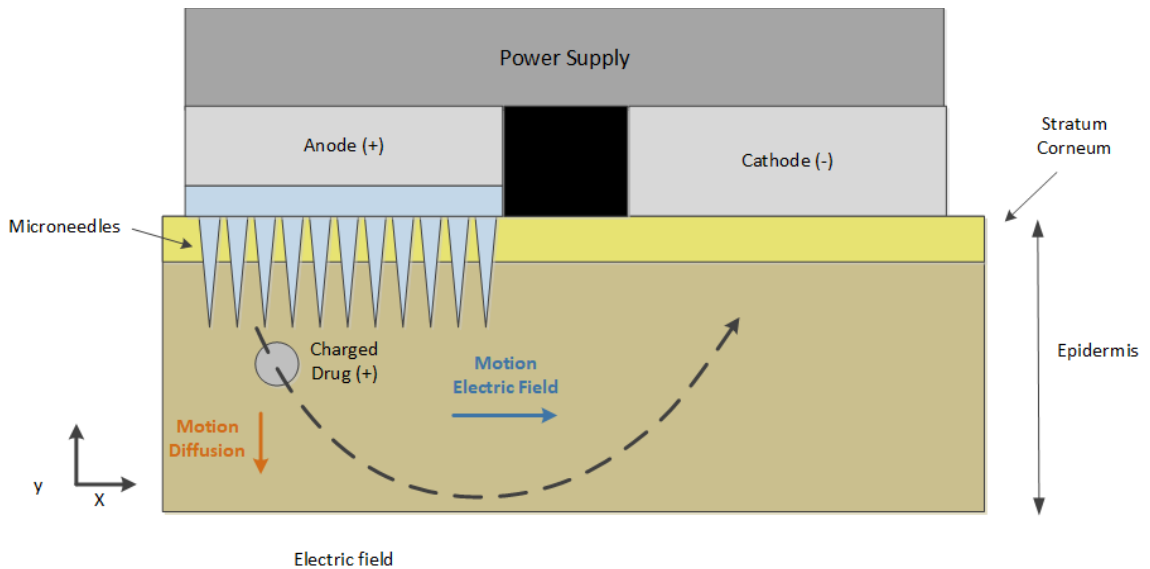 Power Supply
Anode (+)
Cathode (-)
Stratum
Corneum
Microneedles
Charged
Drug (+)
Motion
Electric Field
Epidermis
Motion
Diffusion
y
X
Electric field